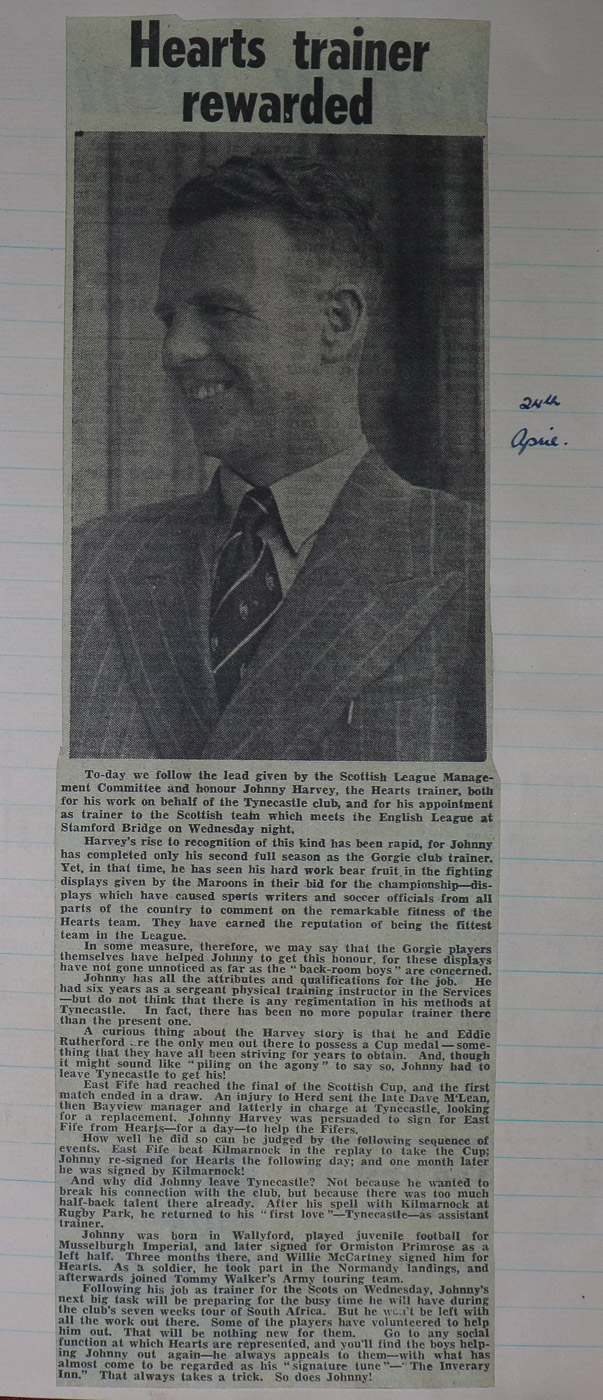 Hearts trainer
rewarded
24th
April.
To-day we follow the lead given by the Scottish League Manage-
ment Committee and honour Johnny Harvey, the Hearts trainer, both
for his work on behalf of the Tynecastle club, and for his appointment
as trainer to the Scottish team which meets the English League at
Stamford Bridge on Wednesday night.
Harvey's rise to recognition of this kind has been rapid, for Johnny
has completed only his second full season as the Gorgie club trainer.
Yet, in that time, he has seen his hard work bear fruit in the fighting
displays given by the Maroons in their bid for the championship—dis-
plays which have caused sports writers and soccer officials from all
parts of the country to comment on the remarkable fitness of the
Hearts team. They have earned the reputation of being the fittest
team in the League.
In some measure, therefore, we may say that the Gorgie players
themselves have helped Johnny to get this honour, for these displays
have not gone unnoticed as far as the "back-room boys" are concerned.
Johnny has all the attributes and qualifications for the job. He
had six years as a sergeant physical training instructor in the Services
—but do not think that there is any regimentation in his methods at
Tynecastle. In fact, there has been no more popular trainer there
than the present one.
A curious thing about the Harvey story is that he and Eddie
Rutherford are the only men out there to possess a Cup medal—some-
thing that they have all been striving for years to obtain. And, though
it might sound like "piling on the agony" to say so, Johnny had to
leave Tynecastle to get his!
East Fife had reached the final of the Scottish Cup, and the first
match ended in a draw. An injury to Herd sent the late Dave M'Lean,
then Bayview manager and latterly in charge at Tynecastle, looking
for a replacement. Johnny Harvey was persuaded to sign for East
Fife from Hearts—for a day—to help the Fifers.
How well he did so can be judged by the following sequence of
events. East Fife beat Kilmarnock in the replay to take the Cup;
Johnny re-signed for Hearts the following day; and one month later
he was signed by Kilmarnock!
And why did Johnny leave Tynecastle? Not because he wanted to
break his connection with the club, but because there was too much
half-back talent there already. After his spell with Kilmarnock at
Rugby Park, he returned to his "first love"—Tynecastle—as assistant
trainer.
Johnny was born in Wallyford, played juvenile football for
Musselburgh Imperial, and later signed for Ormiston Primrose as a
left half. Three months there, and Willie McCartney signed him for
Hearts. As a soldier, he took part in the Normandy landings, and
afterwards joined Tommy Walker's Army touring team.
Following his job as trainer for the Scots on Wednesday, Johnny's
next big task will be preparing for the busy time he will have during
the club's seven weeks tour of South Africa. But he won't be left with
all the work out there. Some of the players have volunteered to help
him out. That will be nothing new for them. Go to any social
function at which Hearts are represented, and you'll find the boys help-
ing Johnny out again—he always appeals to them—with what has
almost come to be regarded as his "signature tune"—"The Inverary
Inn." That always takes a trick. So does Johnny!